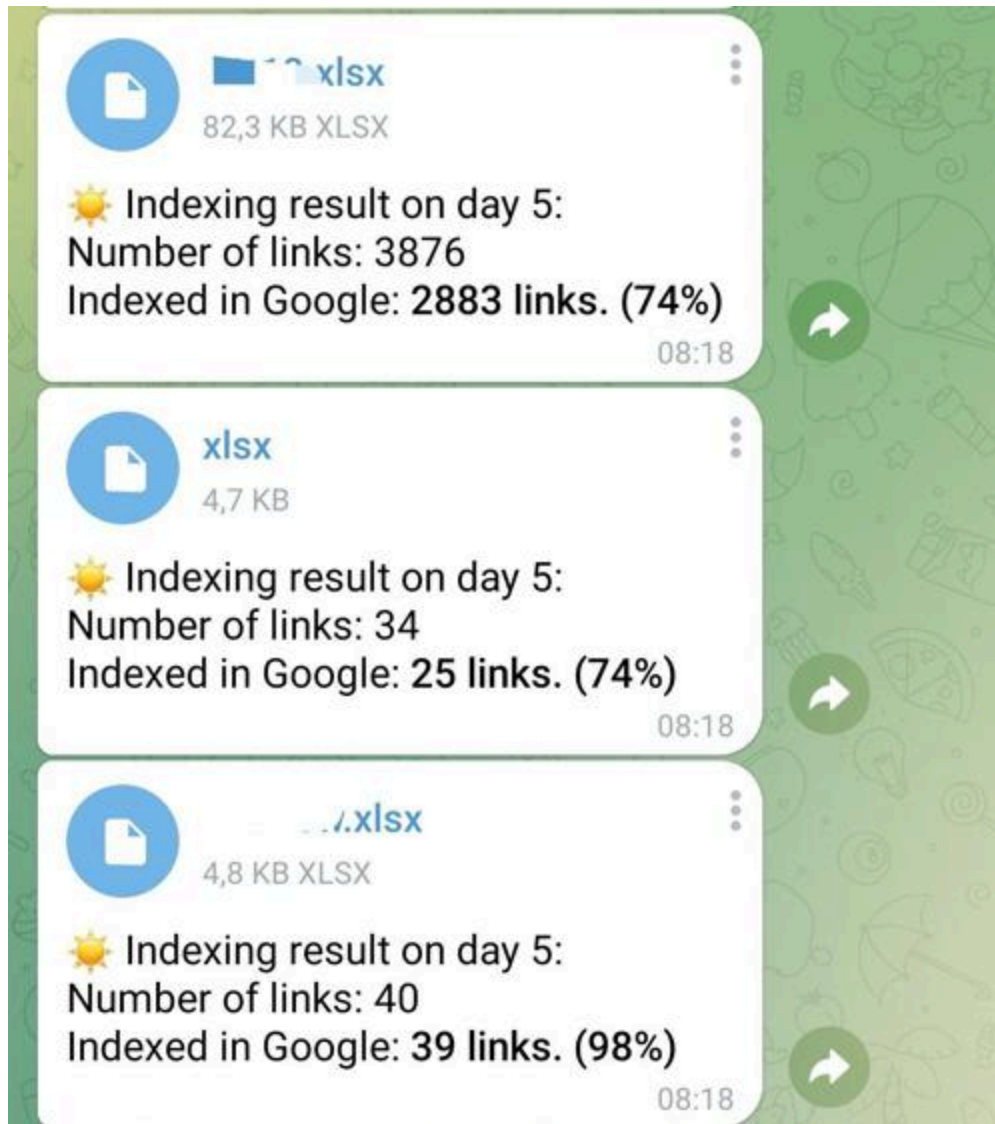 xlsx
82,3 KB XLSX
☀️ Indexing result on day 5:
Number of links: 3876
Indexed in Google: 2883 links. (74%)
08:18
xlsx
4,7 KB
☀️ Indexing result on day 5:
Number of links: 34
Indexed in Google: 25 links. (74%)
08:18
.xlsx
4,8 KB XLSX
☀️ Indexing result on day 5:
Number of links: 40
Indexed in Google: 39 links. (98%)
08:18